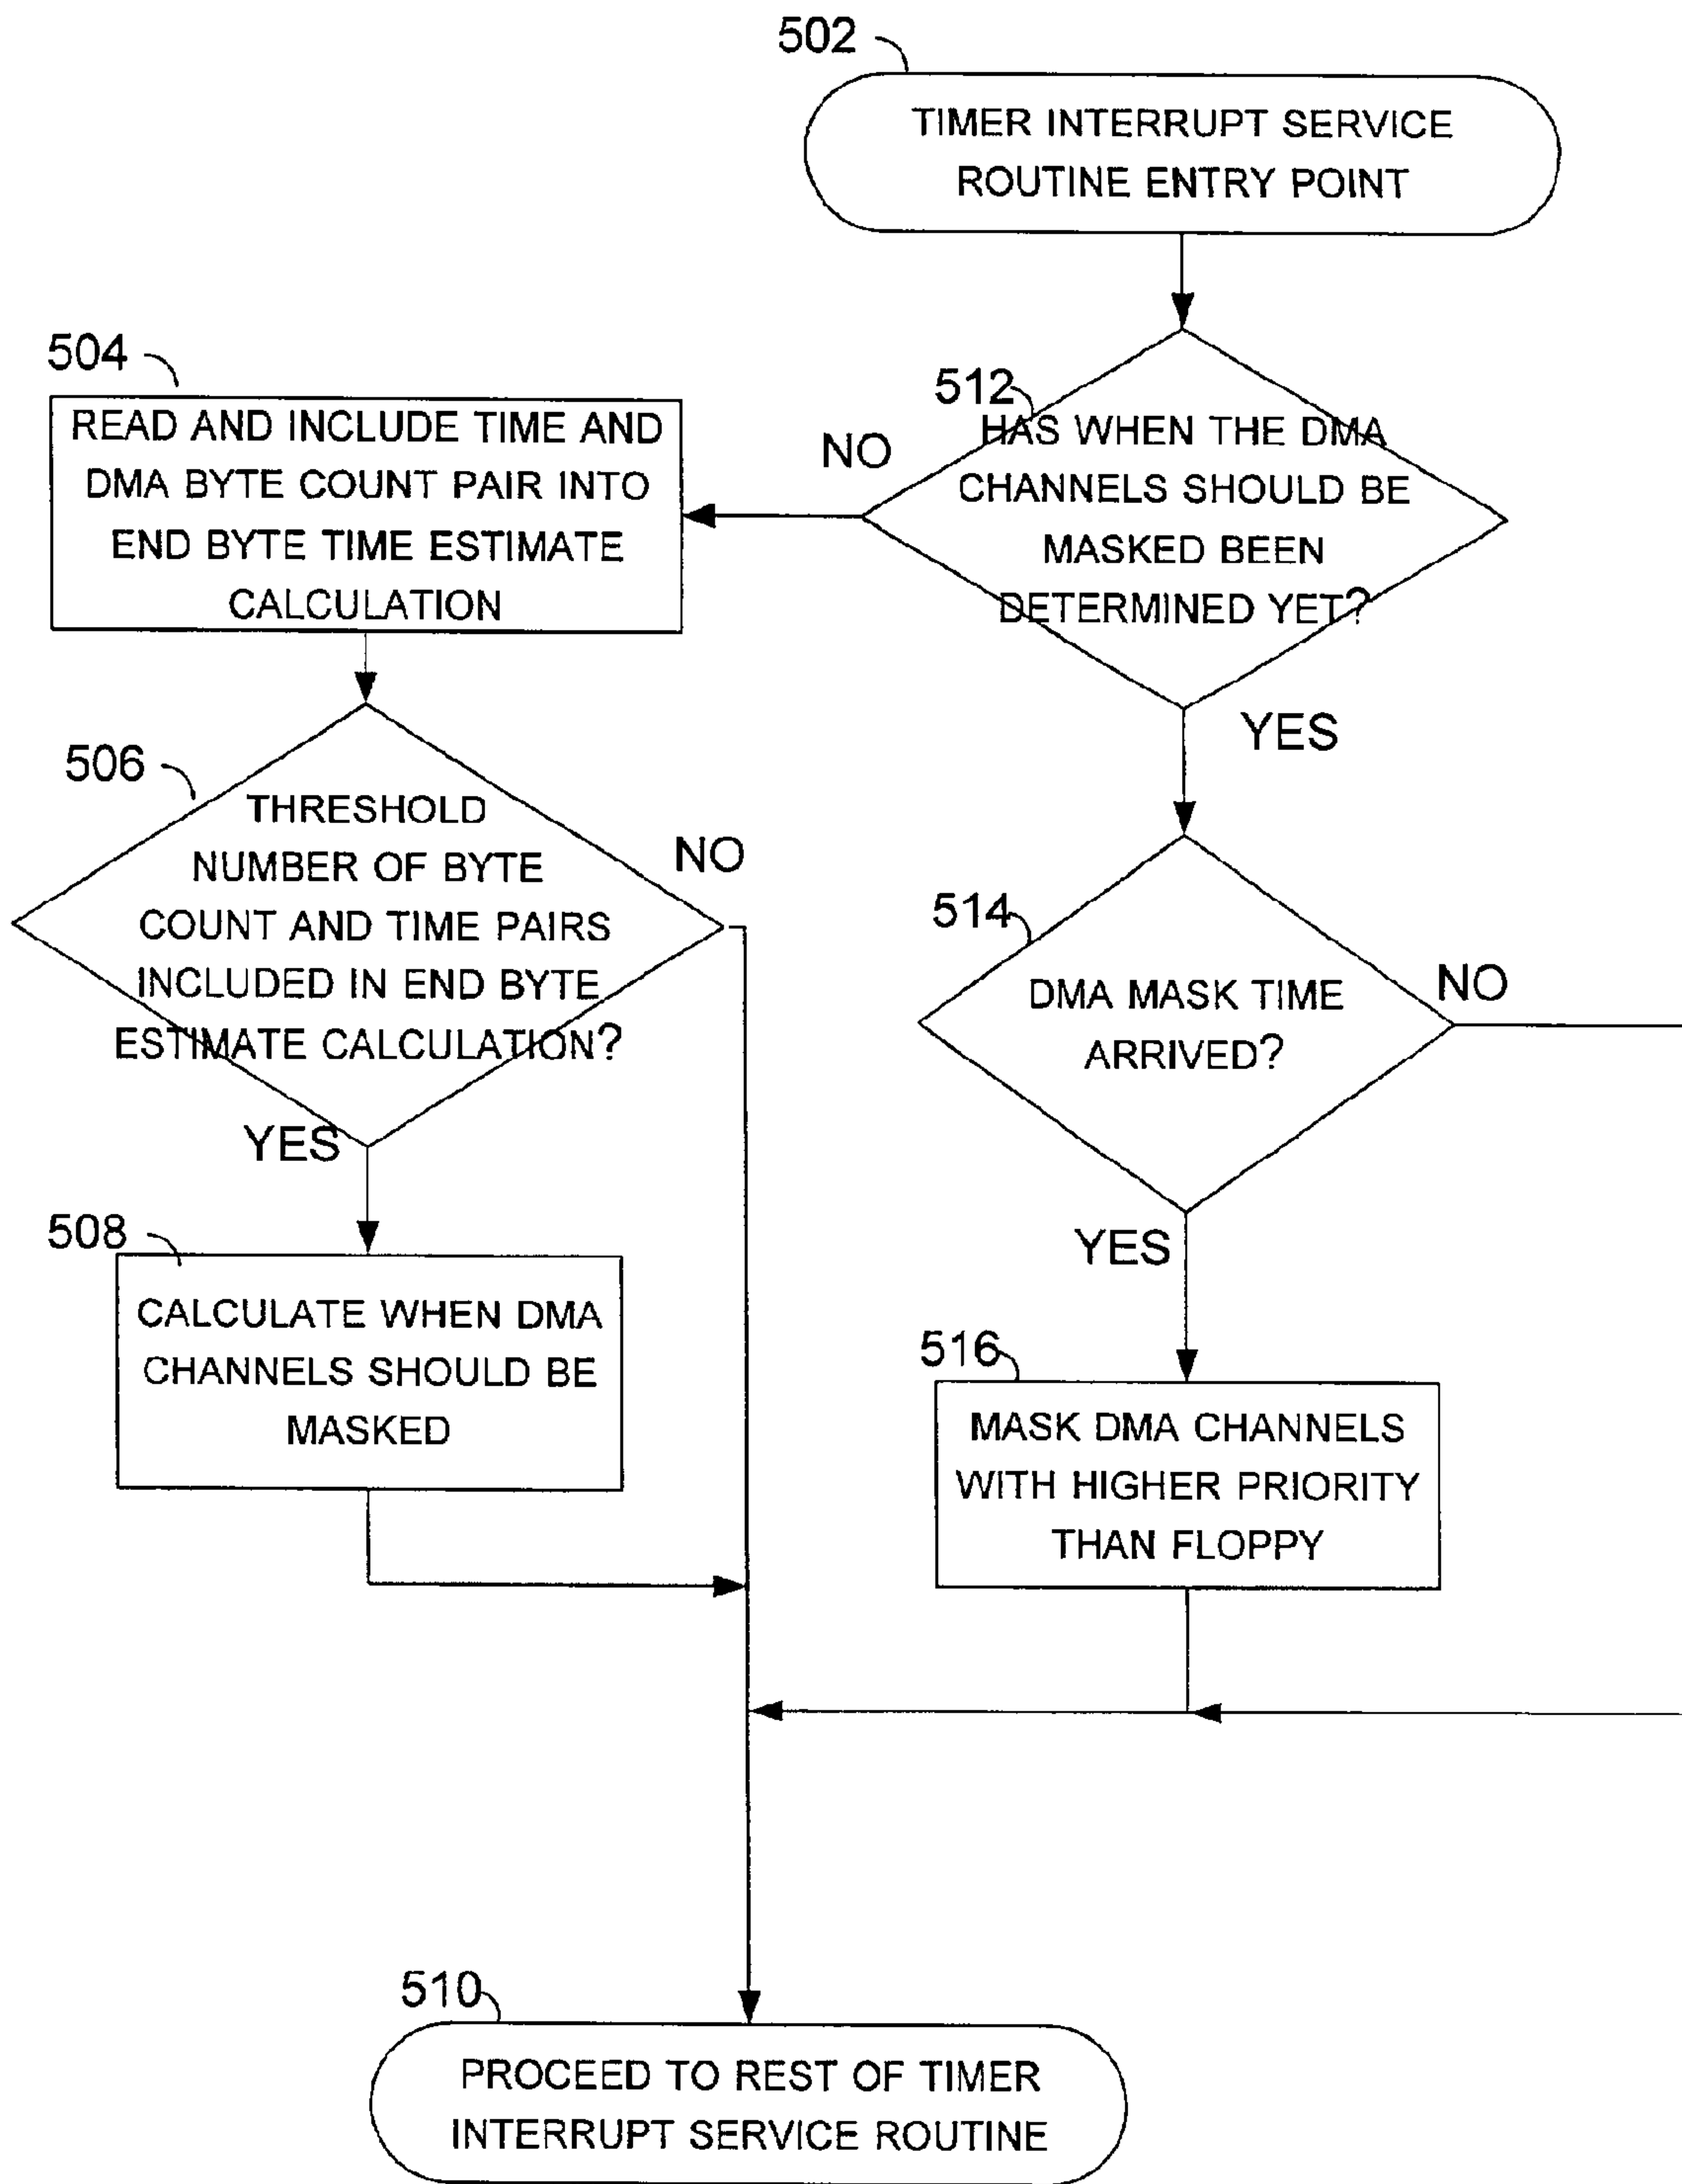 502
TIMER INTERRUPT SERVICE
ROUTINE ENTRY POINT
504
READ AND INCLUDE TIME AND
DMA BYTE COUNT PAIR INTO
END BYTE TIME ESTIMATE
CALCULATION
NO
512
HAS WHEN THE DMA
CHANNELS SHOULD BE
MASKED BEEN
DETERMINED YET?
YES
506
THRESHOLD
NUMBER OF BYTE
COUNT AND TIME PAIRS
INCLUDED IN END BYTE
ESTIMATE CALCULATION?
NO
YES
514
DMA MASK TIME
ARRIVED?
NO
YES
508
CALCULATE WHEN DMA
CHANNELS SHOULD BE
MASKED
516
MASK DMA CHANNELS
WITH HIGHER PRIORITY
THAN FLOPPY
510
PROCEED TO REST OF TIMER
INTERRUPT SERVICE ROUTINE